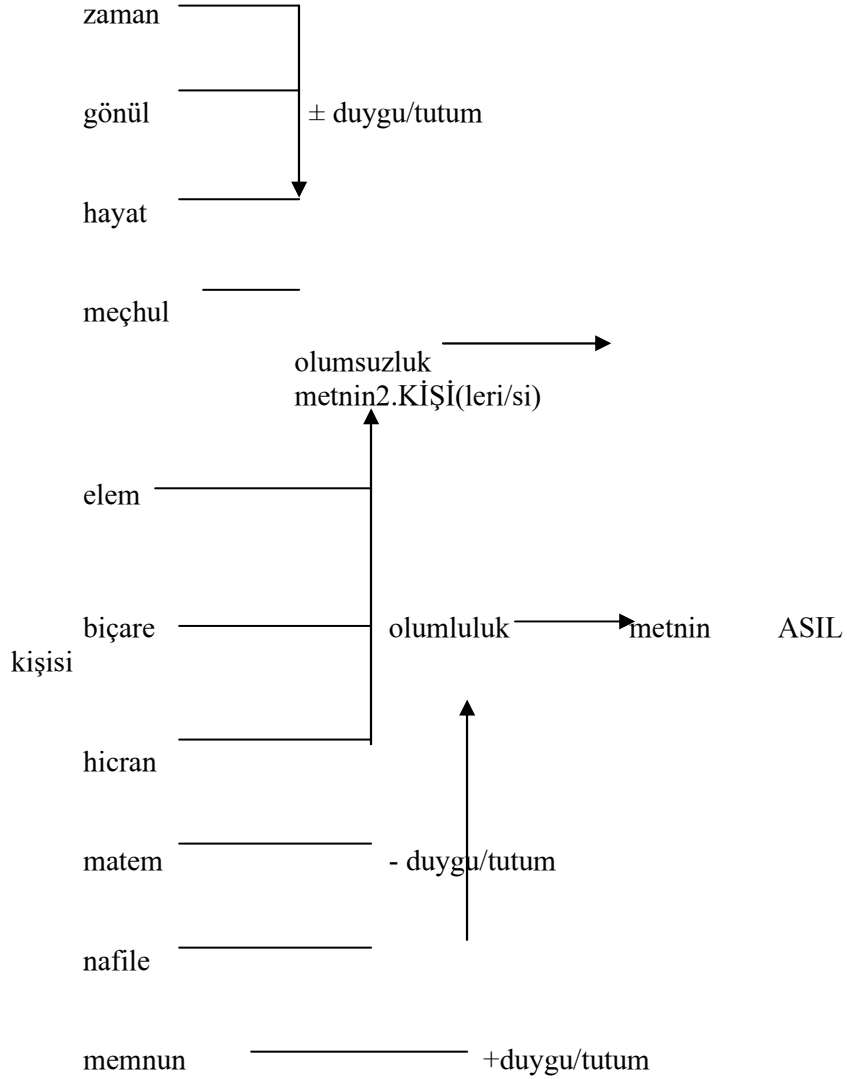 zaman
gönül ± duygu/tutum
hayat
meçhul
olumsuzluk
metnin2.KİŞİ(leri/si)
elem
biçare olumluluk metnin ASIL
kişisi
hicran
matem - duygu/tutum
nafile
memnun +duygu/tutum